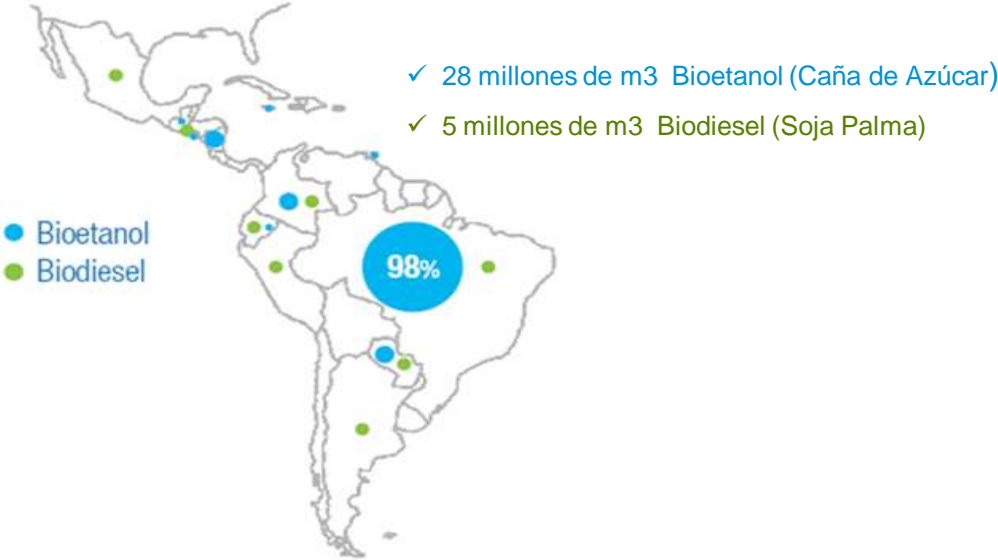 ✓ 28 millones de m3 Bioetanol (Caña de Azúcar)
✓ 5 millones de m3 Biodiesel (Soja Palma)
Bioetanol
Biodiesel
98%